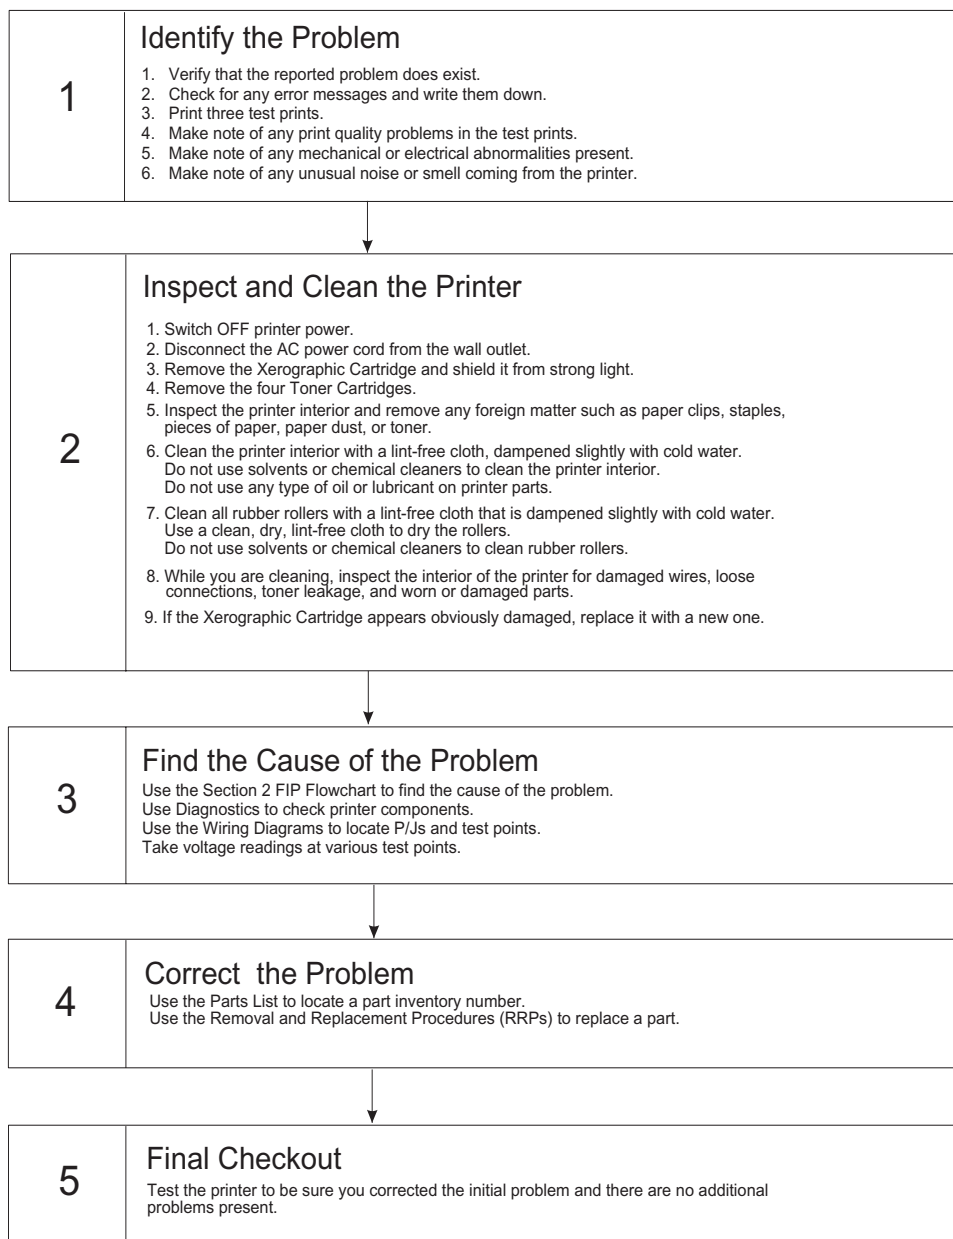 1
Identify the Problem
1. Verify that the reported problem does exist.
2. Check for any error messages and write them down.
3. Print three test prints.
4. Make note of any print quality problems in the test prints.
5. Make note of any mechanical or electrical abnormalities present.
6. Make note of any unusual noise or smell coming from the printer.
2
Inspect and Clean the Printer
1. Switch OFF printer power.
2. Disconnect the AC power cord from the wall outlet.
3. Remove the Xerographic Cartridge and shield it from strong light.
4. Remove the four Toner Cartridges.
5. Inspect the printer interior and remove any foreign matter such as paper clips, staples,
pieces of paper, paper dust, or toner.
6. Clean the printer interior with a lint-free cloth, dampened slightly with cold water.
Do not use solvents or chemical cleaners to clean the printer interior.
Do not use any type of oil or lubricant on printer parts.
7. Clean all rubber rollers with a lint-free cloth that is dampened slightly with cold water.
Use a clean, dry, lint-free cloth to dry the rollers.
Do not use solvents or chemical cleaners to clean rubber rollers.
8. While you are cleaning, inspect the interior of the printer for damaged wires, loose
connections, toner leakage, and worn or damaged parts.
9. If the Xerographic Cartridge appears obviously damaged, replace it with a new one.
3
Find the Cause of the Problem
Use the Section 2 FIP Flowchart to find the cause of the problem.
Use Diagnostics to check printer components.
Use the Wiring Diagrams to locate P/Js and test points.
Take voltage readings at various test points.
4
Correct the Problem
Use the Parts List to locate a part inventory number.
Use the Removal and Replacement Procedures (RRPs) to replace a part.
5
Final Checkout
Test the printer to be sure you corrected the initial problem and there are no additional
problems present.